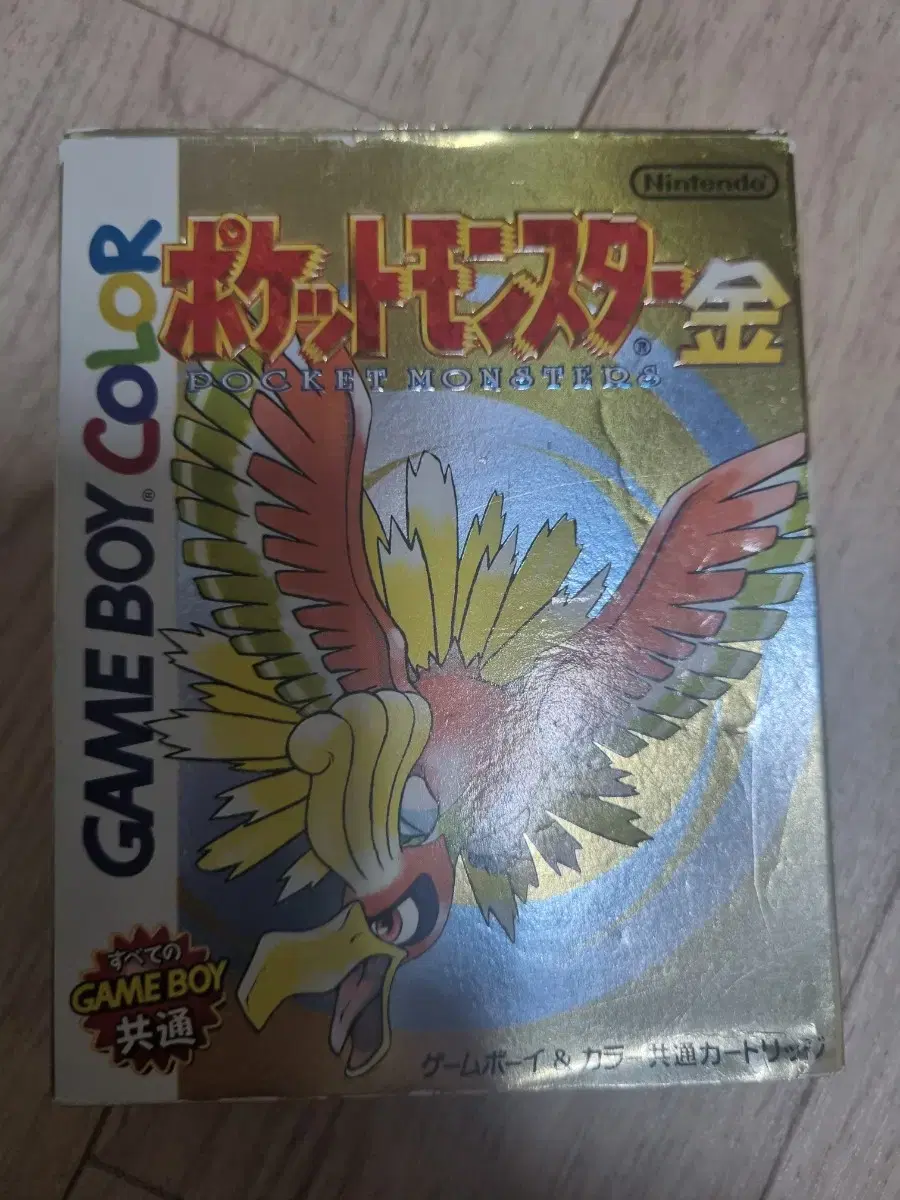 Nintendo
ポケットモンスター金
POCKET MONSTERS
GAME BOY COLOR
すべての
GAME BOY
共通
ゲームボーイ & カラー 共通カートリッジ